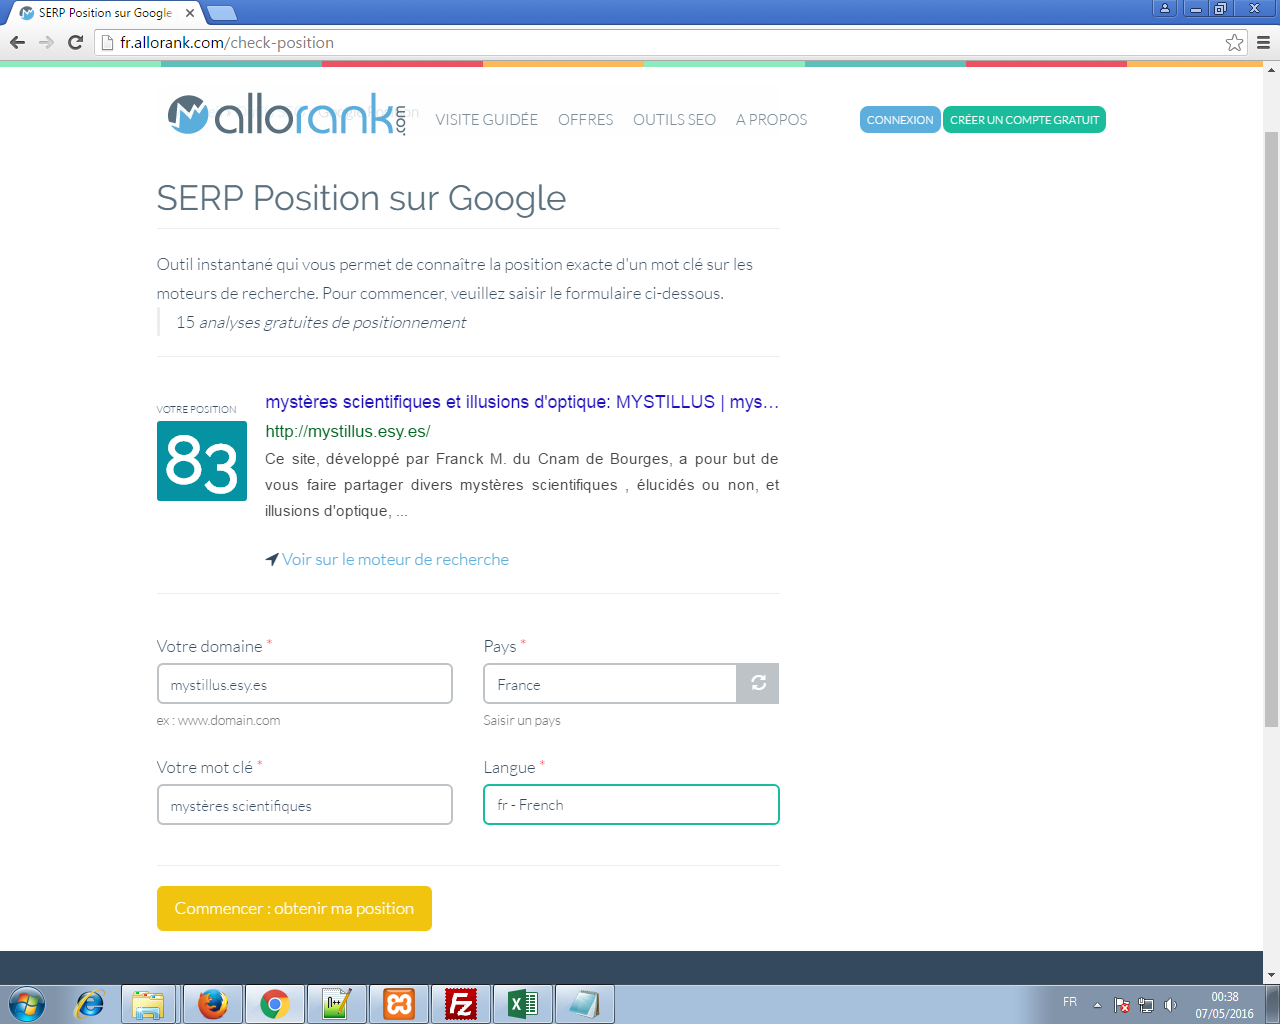 SERP Position sur Google
fr.allorank.com/check-position
allorank.com
VISITE GUIDÉE
OFFRES
OUTILS SEO
A PROPOS
CONNEXION
CRÉER UN COMPTE GRATUIT
SERP Position sur Google
Outil instantané qui vous permet de connaître la position exacte d'un mot clé sur les
moteurs de recherche. Pour commencer, veuillez saisir le formulaire ci-dessous.
15 analyses gratuites de positionnement
VOTRE POSITION
83
mystères scientifiques et illusions d'optique: MYSTILLUS | mys...
http://mystillus.esy.es/
Ce site, développé par Franck M. du Cnam de Bourges, a pour but de
vous faire partager divers mystères scientifiques , élucidés ou non, et
illusions d'optique, ...
Voir sur le moteur de recherche
Votre domaine *
mystillus.esy.es
ex : www.domain.com
Pays *
France
Saisir un pays
Votre mot clé *
mystères scientifiques
Langue *
fr - French
Commencer : obtenir ma position
FR
00:38
07/05/2016